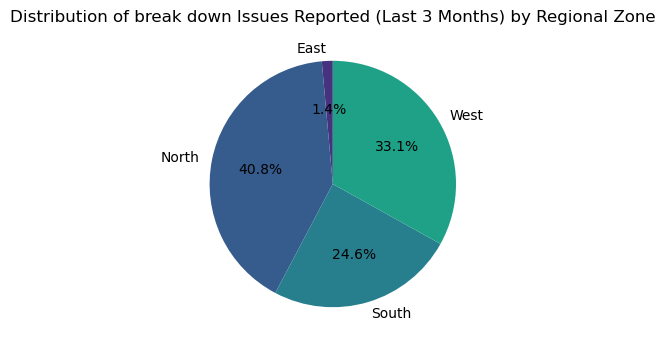 Distribution of break down Issues Reported (Last 3 Months) by Regional Zone
East
1.4%
West
33.1%
North
40.8%
24.6%
South